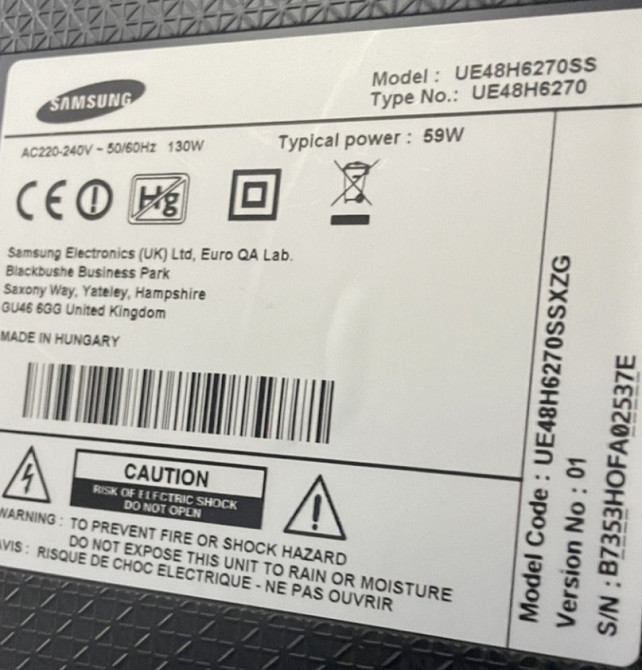 SAMSUNG
Model : UE48H6270SS
Type No.: UE48H6270
AC220-240V ~ 50/60Hz 130W
Typical power : 59W
CE
Hg
Samsung Electronics (UK) Ltd, Euro QA Lab.
Blackbushe Business Park
Saxony Way, Yateley, Hampshire
GU46 6GG United Kingdom
MADE IN HUNGARY
CAUTION
RISK OF ELECTRIC SHOCK
DO NOT OPEN
WARNING : TO PREVENT FIRE OR SHOCK HAZARD
DO NOT EXPOSE THIS UNIT TO RAIN OR MOISTURE
AVIS : RISQUE DE CHOC ELECTRIQUE - NE PAS OUVRIR
Model Code : UE48H6270SSXZG
Version No : 01
S/N : B7353HOFA02537E